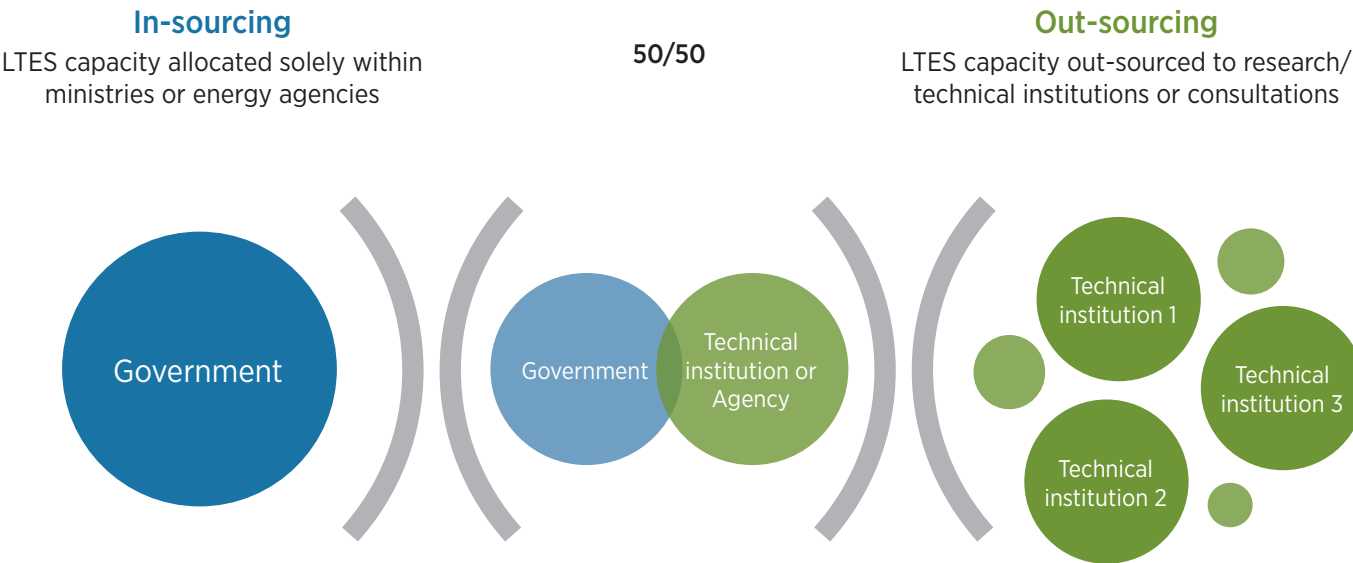 In-sourcing
LTES capacity allocated solely within
ministries or energy agencies
50/50
Out-sourcing
LTES capacity out-sourced to research/
technical institutions or consultations
Government
Government
Technical
institution or
Agency
Technical
institution 1
Technical
institution 3
Technical
institution 2